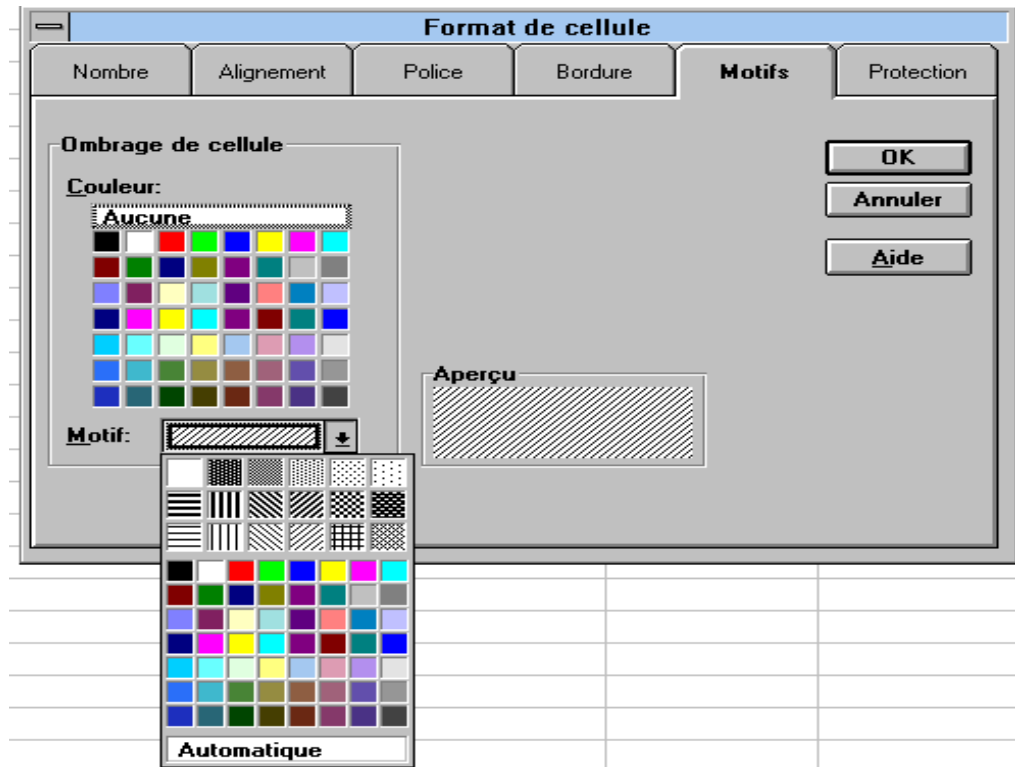 Format de cellule
Nombre Alignement Police Bordure Motifs Protection
Ombrage de cellule
OK
Couleur:
Annuler
Aucune
Aide
Aperçu
Motif:
Automatique